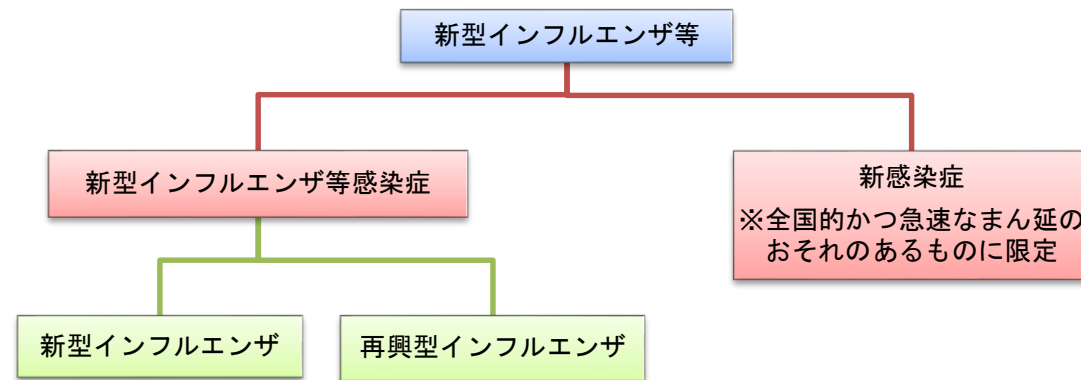 新型インフルエンザ等
新型インフルエンザ等感染症
新感染症
※全国的かつ急速なまん延の
おそれのあるものに限定
新型インフルエンザ
再興型インフルエンザ